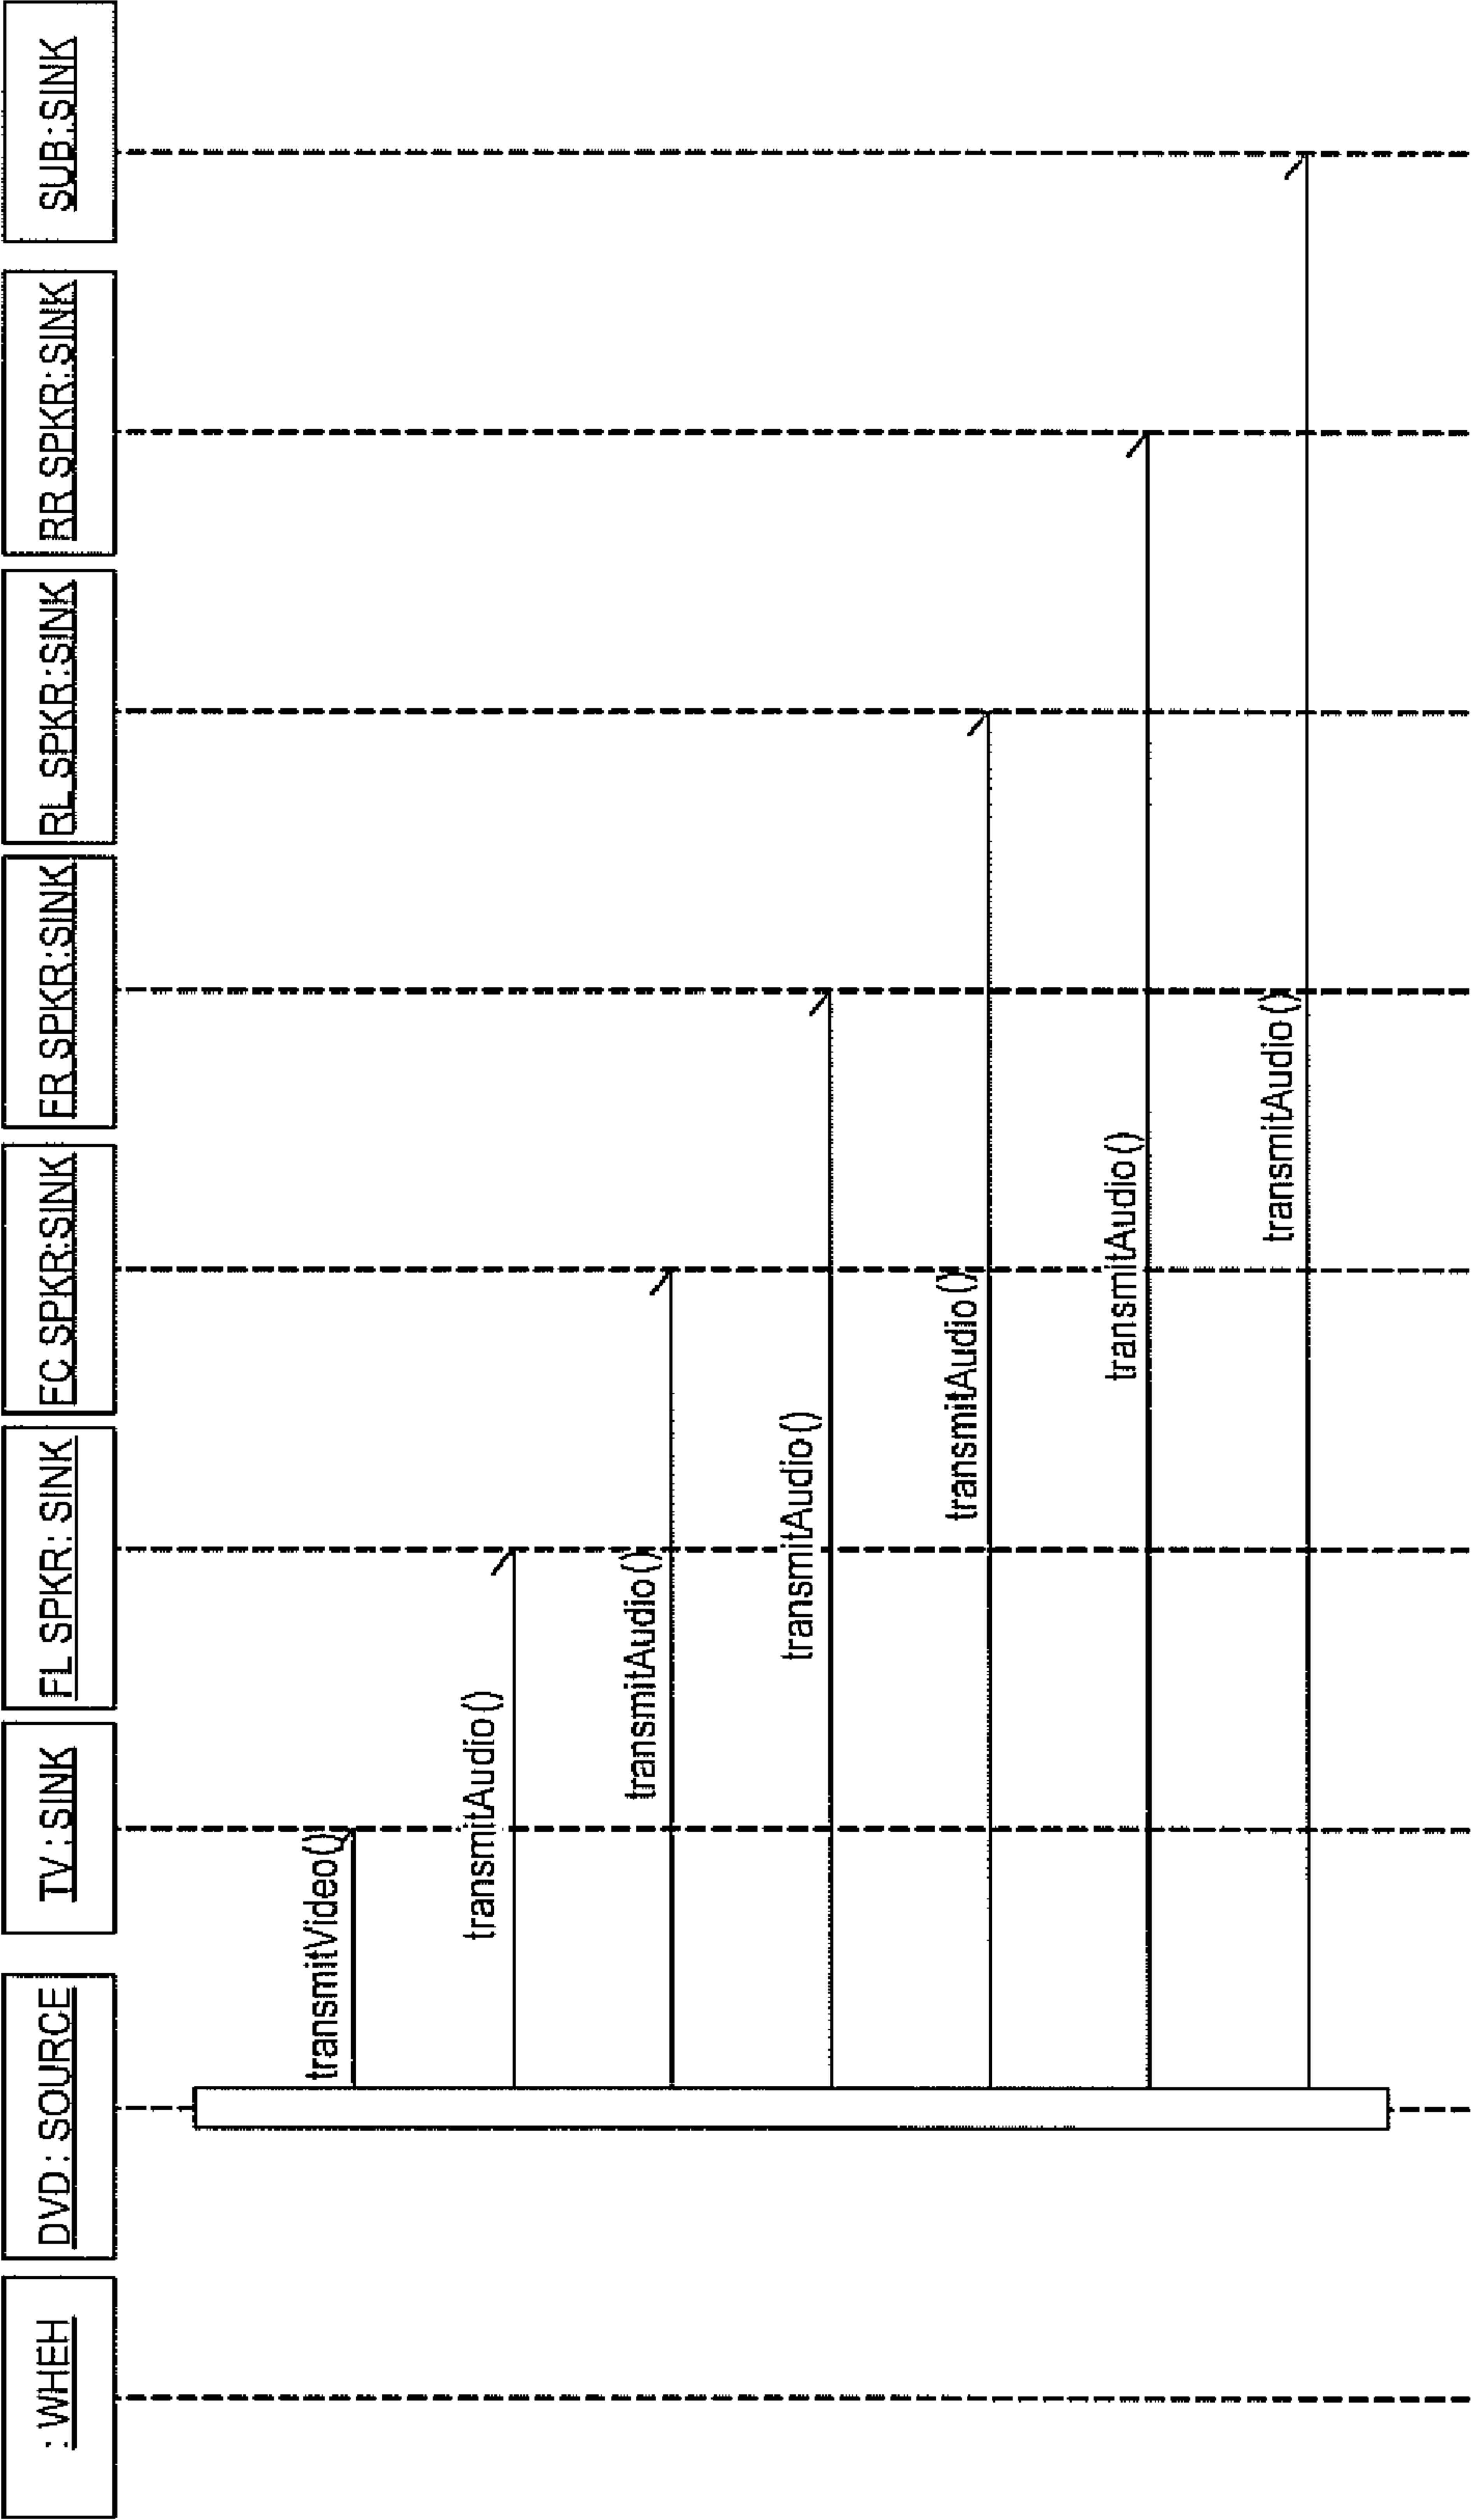 : WHEH
DVD : SOURCE
TV : SINK
FL SPKR: SINK
FC SPKR:SINK
FR SPKR:SINK
RL SPKR:SINK
RR SPKR:SINK
SUB:SINK
transmitVideo()
transmitAudio()
transmitAudio()
transmitAudio()
transmitAudio()
transmitAudio()
transmitAudio()